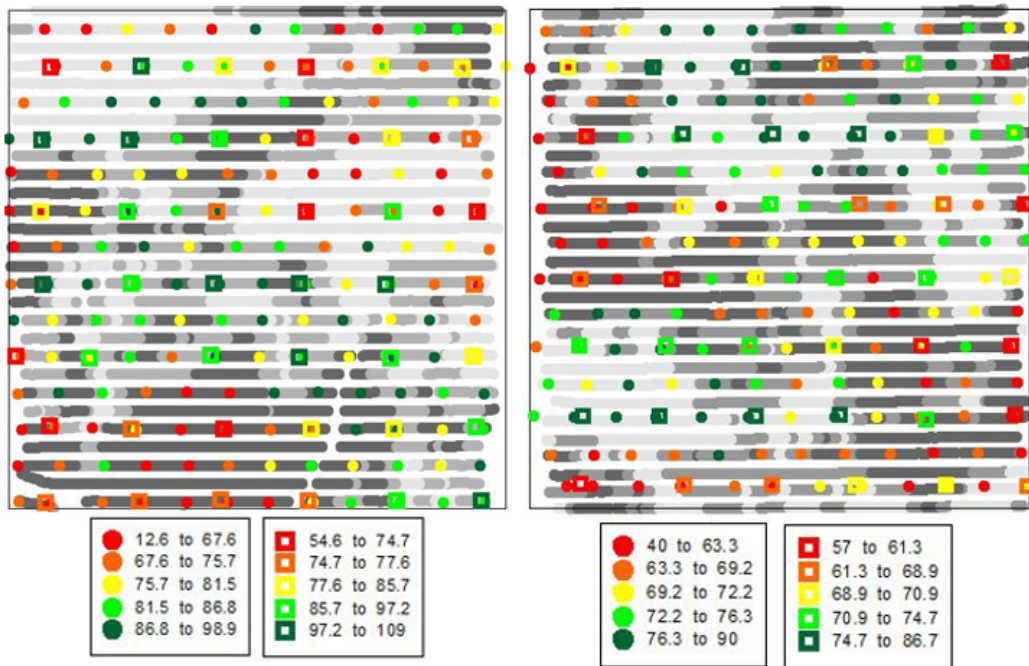 12.6 to 67.6
67.6 to 75.7
75.7 to 81.5
81.5 to 86.8
86.8 to 98.9
54.6 to 74.7
74.7 to 77.6
77.6 to 85.7
85.7 to 97.2
97.2 to 109
40 to 63.3
63.3 to 69.2
69.2 to 72.2
72.2 to 76.3
76.3 to 90
57 to 61.3
61.3 to 68.9
68.9 to 70.9
70.9 to 74.7
74.7 to 86.7